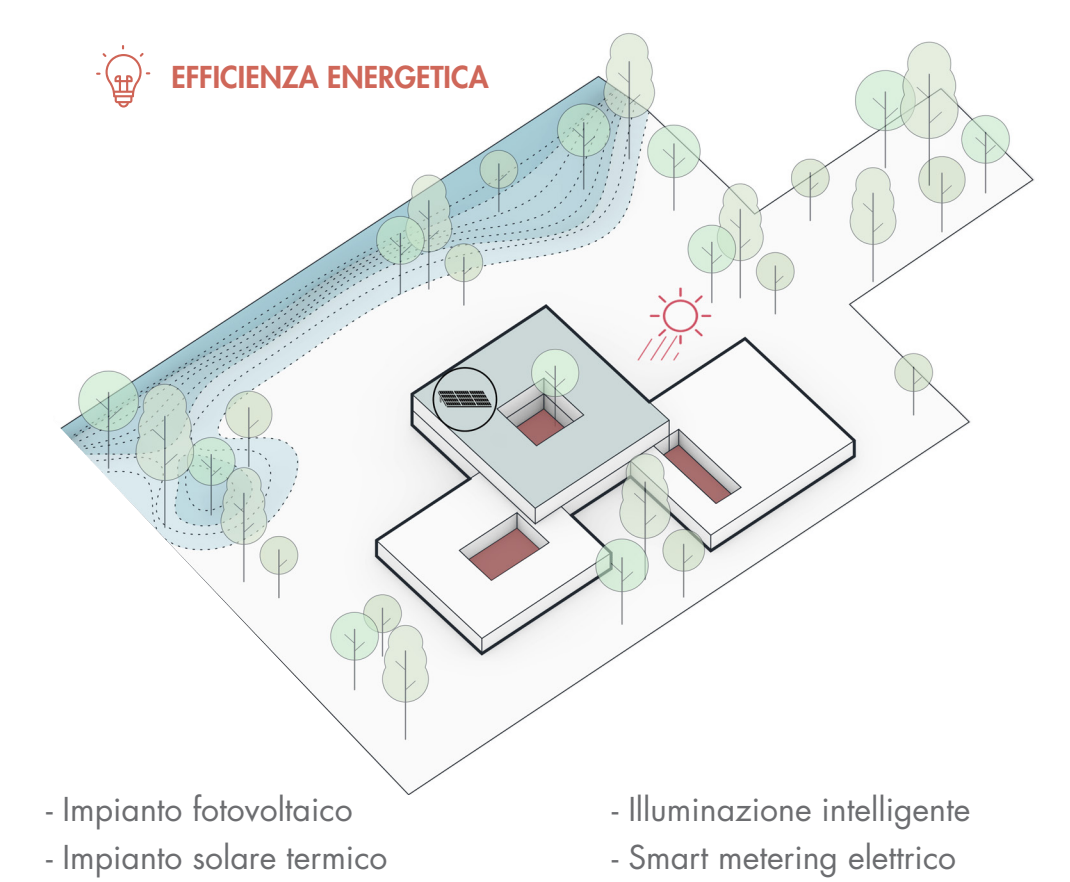 EFFICIENZA ENERGETICA
- Impianto fotovoltaico
- Impianto solare termico
- Illuminazione intelligente
- Smart metering elettrico